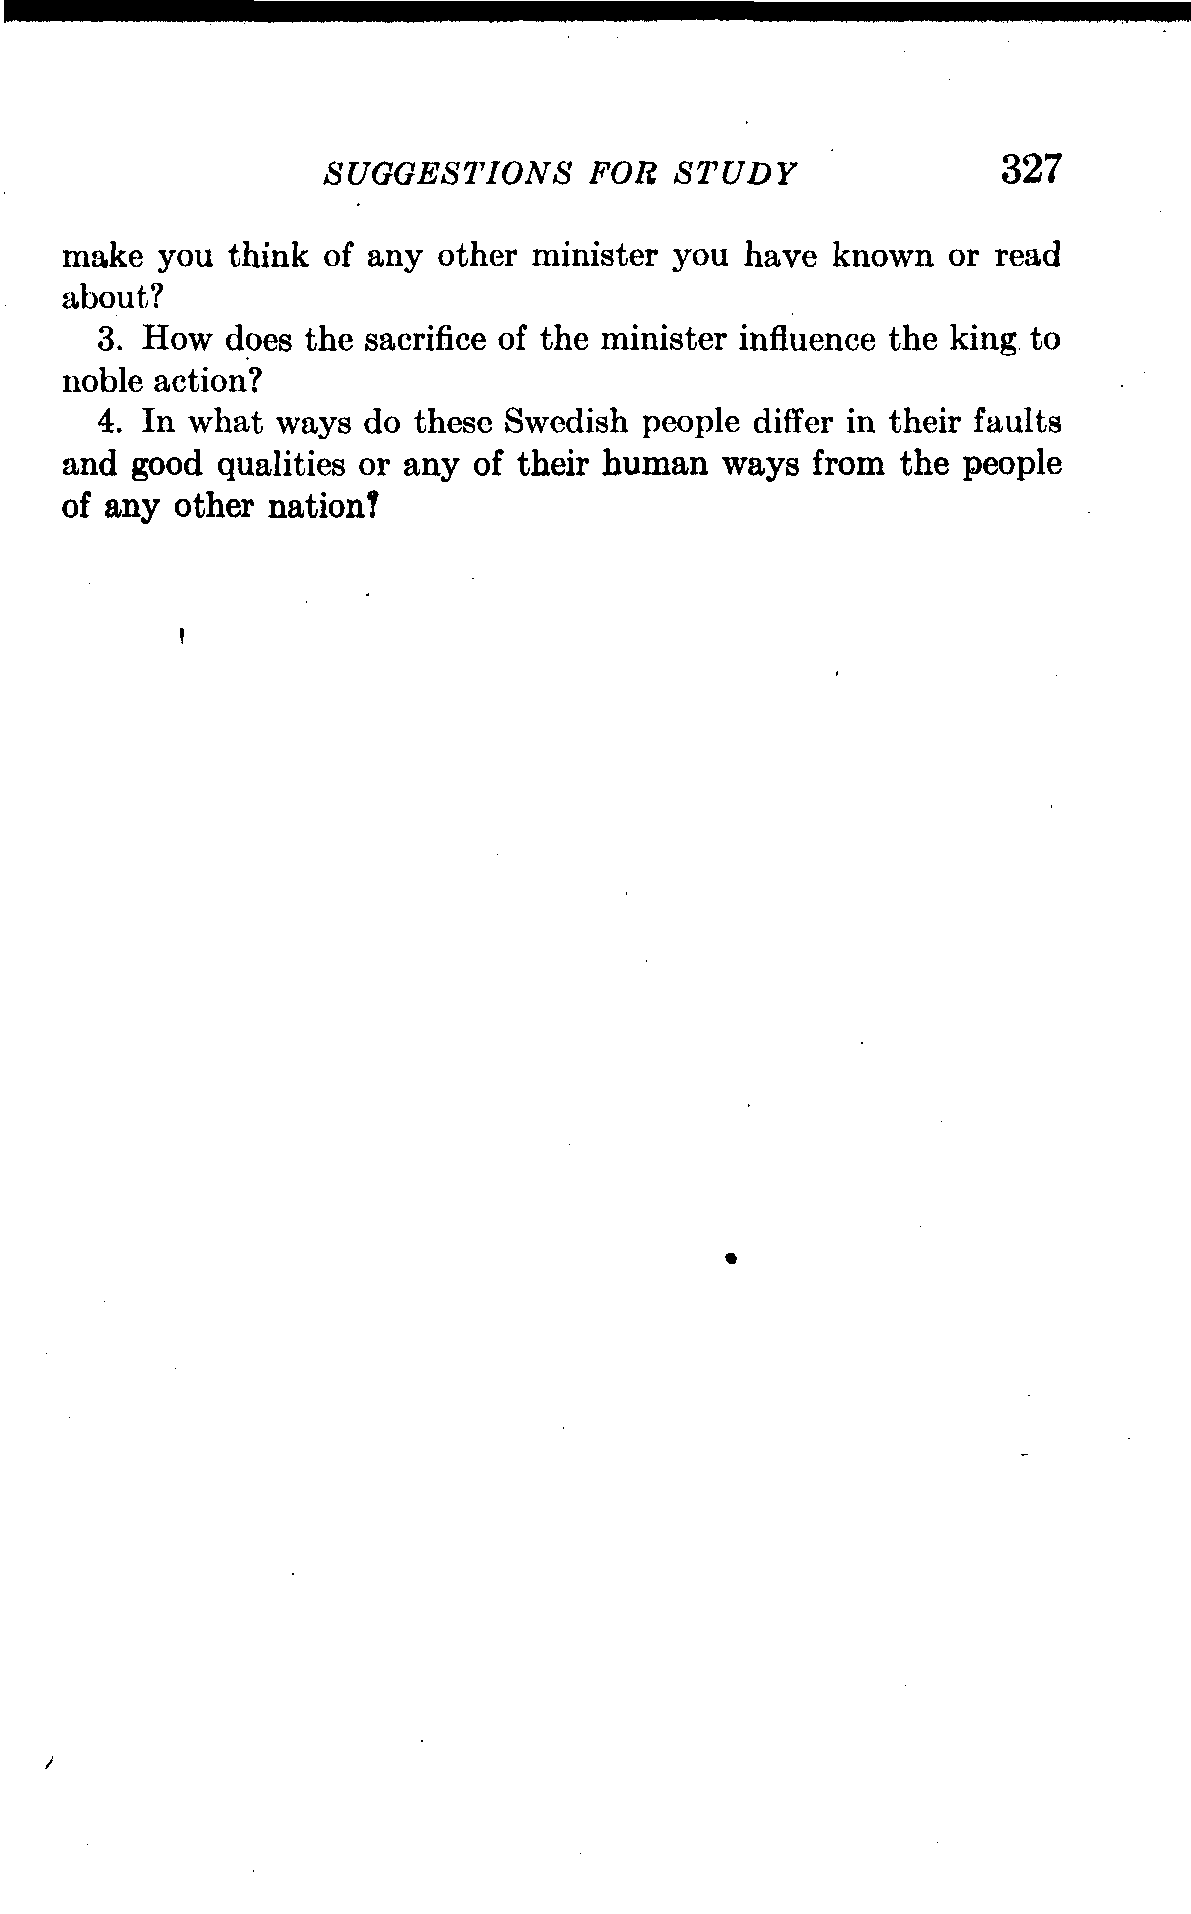 SUGGESTIONS FOR STUDY 327
make you think of any other minister you have known or read
about?
3. How does the sacrifice of the minister influence the king to
noble action?
4. In what ways do these Swedish people differ in their faults
and good qualities or any of their human ways from the people
of any other nation?